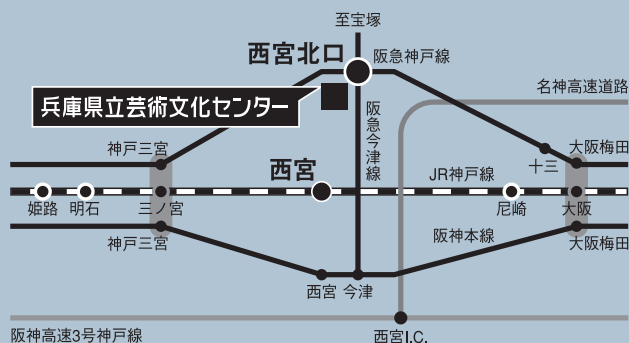 至宝塚
西宮北口
阪急神戸線
名神高速道路
兵庫県立芸術文化センター
阪急今津線
神戸三宮
大阪梅田
十三
西宮
JR神戸線
姫路
明石
三ノ宮
尼崎
大阪
神戸三宮
阪神本線
大阪梅田
西宮
今津
阪神高速3号神戸線
西宮I.C.